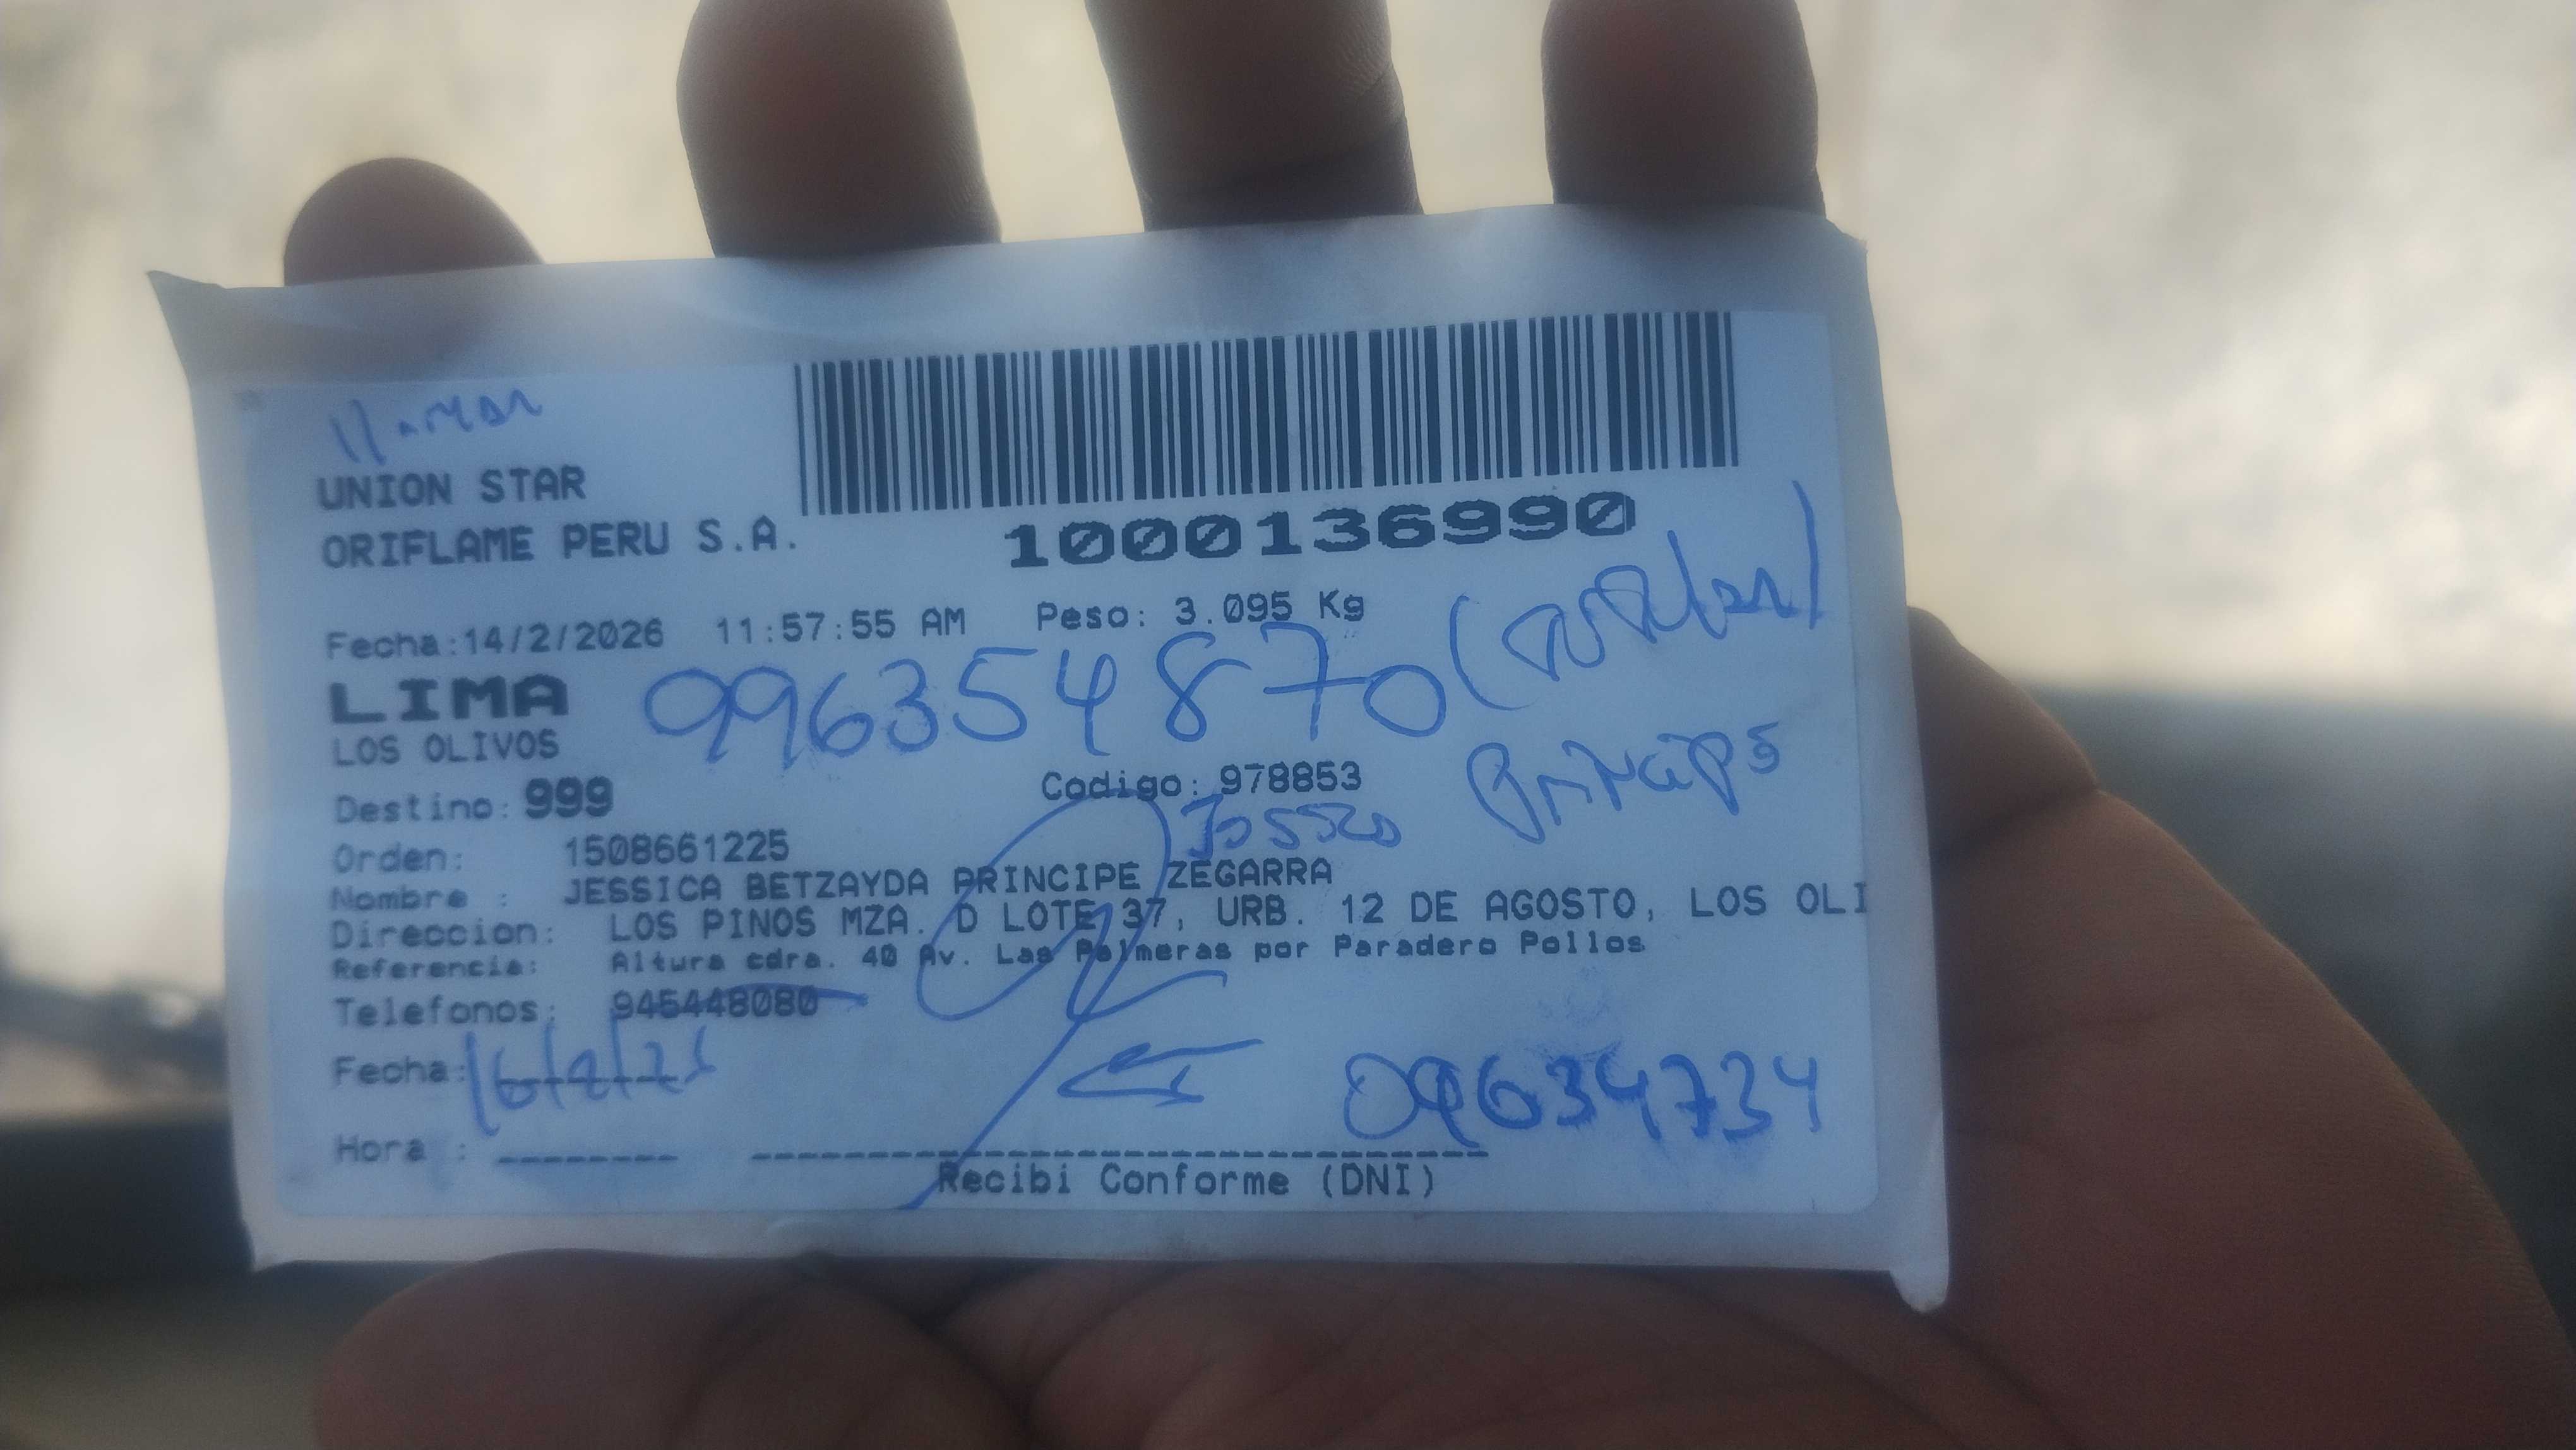 llamar
UNION STAR
ORIFLAME PERU S.A.
1000136990
Fecha:14/2/2026 11:57:55 AM Peso: 3.095 Kg
LIMA 996354870
LOS OLIVOS
Destino: 999 Codigo: 978853
Orden: 1508661225
Nombre : JESSICA BETZAYDA PRINCIPE ZEGARRA
Direccion: LOS PINOS MZA. D LOTE 37, URB. 12 DE AGOSTO, LOS OLI
Referencia: Altura cdra. 40 Av. Las Palmeras por Paradero Pollos
Telefonos: 945448080
Fecha: 16/2/26
09634734
Hora :
Recibi Conforme (DNI)